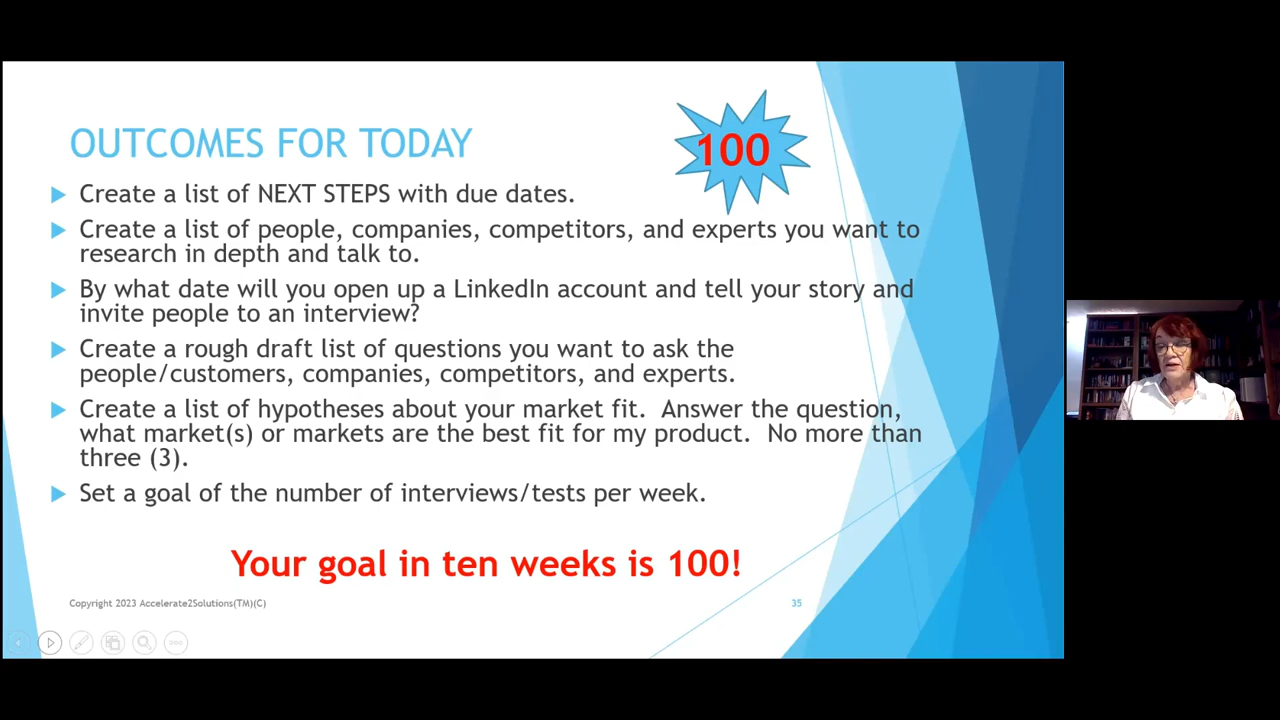 OUTCOMES FOR TODAY
100
Create a list of NEXT STEPS with due dates.
Create a list of people, companies, competitors, and experts you want to
research in depth and talk to.
By what date will you open up a LinkedIn account and tell your story and
invite people to an interview?
Create a rough draft list of questions you want to ask the
people/customers, companies, competitors, and experts.
Create a list of hypotheses about your market fit.  Answer the question,
what market(s) or markets are the best fit for my product.  No more than
three (3).
Set a goal of the number of interviews/tests per week.
Your goal in ten weeks is 100!
Copyright 2023 Accelerate2Solutions(TM)(C)
35